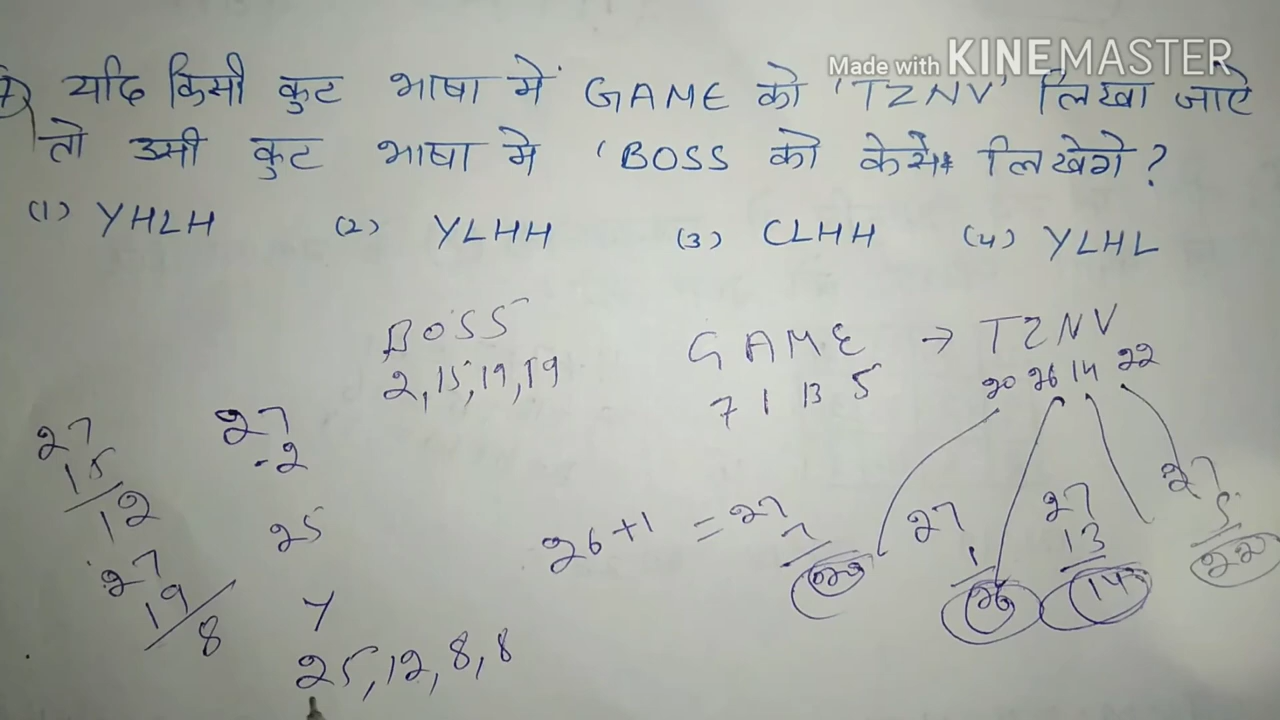 Made with KINEMASTER
7) यदि किसी कुट भाषा में GAME को 'TZNV' लिखा जाऐ
तो उसी कुट भाषा मे 'BOSS को केसे लिखेगे ?
(1) YHLH (2) YLHH (3) CLHH (4) YLHL
BOSS GAME → TZNV
2,15,19,19 7 1 13 5 20 26 14 22
27 27
15 -2
12 25
27
19
8
Y
25,12,8,8
26+1 = 27 27 27 27
7 1 13 5
20 26 14 22